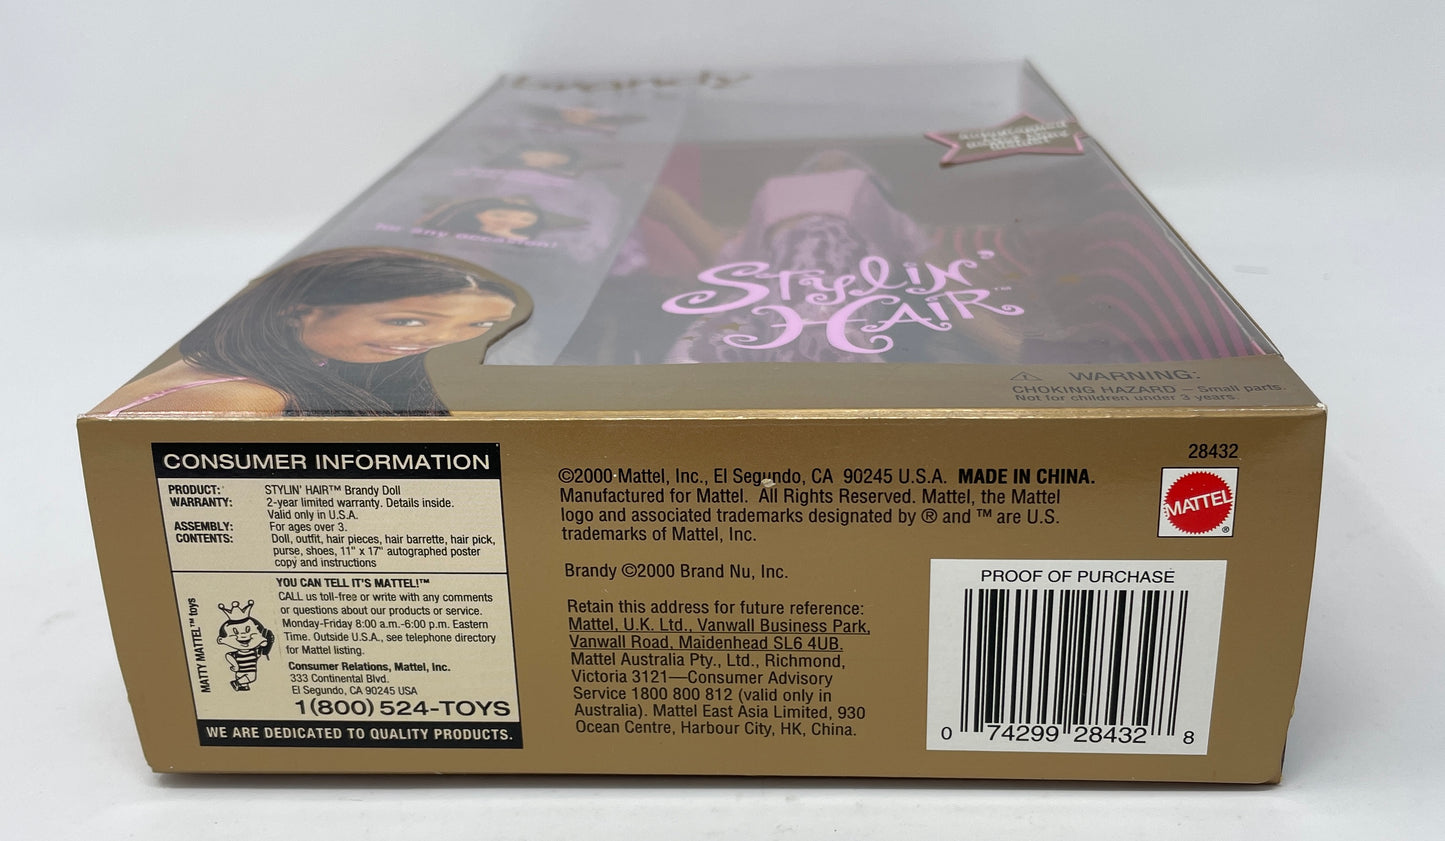 brandy
for any occasion!
STYLIN'
HAIR™
WARNING:
CHOKING HAZARD – Small parts.
Not for children under 3 years.
CONSUMER INFORMATION
PRODUCT: STYLIN' HAIR™ Brandy Doll
WARRANTY: 2-year limited warranty. Details inside.
Valid only in U.S.A.
ASSEMBLY: For ages over 3.
CONTENTS: Doll, outfit, hair pieces, hair barrette, hair pick,
purse, shoes, 11" x 17" autographed poster
copy and instructions
MATTY MATTEL™ toys
YOU CAN TELL IT'S MATTEL!™
CALL us toll-free or write with any comments
or questions about our products or service.
Monday-Friday 8:00 a.m.-6:00 p.m. Eastern
Time. Outside U.S.A., see telephone directory
for Mattel listing.
Consumer Relations, Mattel, Inc.
333 Continental Blvd.
El Segundo, CA 90245 USA
1(800) 524-TOYS
WE ARE DEDICATED TO QUALITY PRODUCTS.
©2000 Mattel, Inc., El Segundo, CA 90245 U.S.A. MADE IN CHINA.
Manufactured for Mattel. All Rights Reserved. Mattel, the Mattel
logo and associated trademarks designated by ® and ™ are U.S.
trademarks of Mattel, Inc.
Brandy ©2000 Brand Nu, Inc.
Retain this address for future reference:
Mattel, U.K. Ltd., Vanwall Business Park,
Vanwall Road, Maidenhead SL6 4UB.
Mattel Australia Pty., Ltd., Richmond,
Victoria 3121—Consumer Advisory
Service 1800 800 812 (valid only in
Australia). Mattel East Asia Limited, 930
Ocean Centre, Harbour City, HK, China.
28432
MATTEL®
PROOF OF PURCHASE
0 74299 28432 8